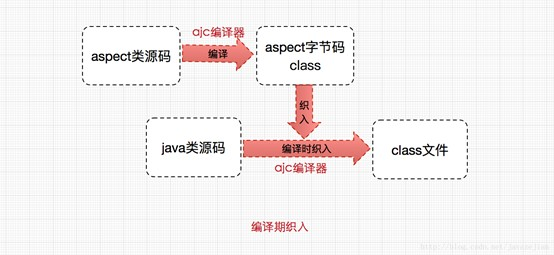 ajc编译器
aspect类源码
编译
aspect字节码
class
织
入
java类源码
编译时织入
class文件
ajc编译器
编译期织入